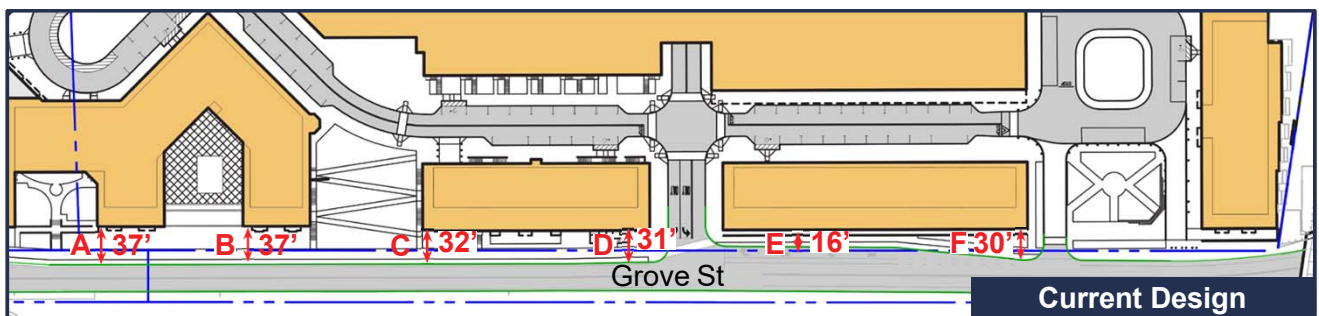 A 37’ B 37’ C 32’ D 31’ E 16’ F 30’
Grove St
Current Design